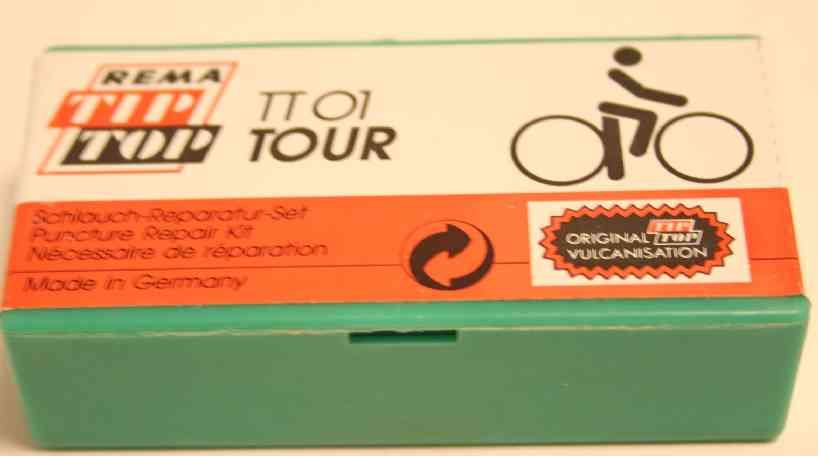 REMA
TIP
TOP
TT 01
TOUR
Schlauch-Reparatur-Set
Puncture Repair Kit
Nécessaire de réparation
Made in Germany
ORIGINAL TIP TOP
VULCANISATION